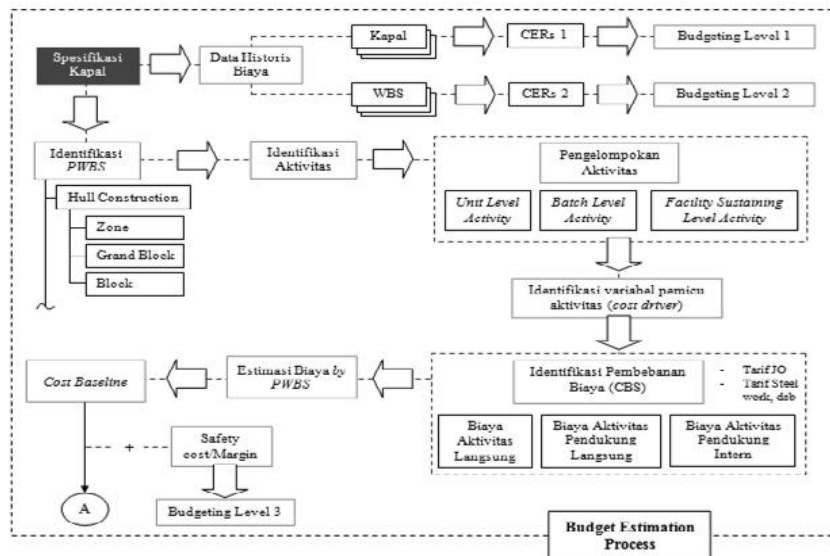 Spesifikasi
Kapal
Data Historis
Biaya
Kapal
CERs 1
Budgeting Level 1
WBS
CERs 2
Budgeting Level 2
Identifikasi
PWBS
Identifikasi
Aktivitas
Pengelompokan
Aktivitas
Unit Level
Activity
Batch Level
Activity
Facility Sustaining
Level Activity
Hull Construction
Zone
Grand Block
Block
Identifikasi variabel pemicu
aktivitas (cost driver)
Identifikasi Pembebanan
Biaya (CBS)
- Tarif JO
- Tarif Steel
work, dsb
Biaya
Aktivitas
Langsung
Biaya Aktivitas
Pendukung
Langsung
Biaya Aktivitas
Pendukung
Intern
Estimasi Biaya by
PWBS
Cost Baseline
+
Safety
cost/Margin
A
Budgeting Level 3
Budget Estimation
Process